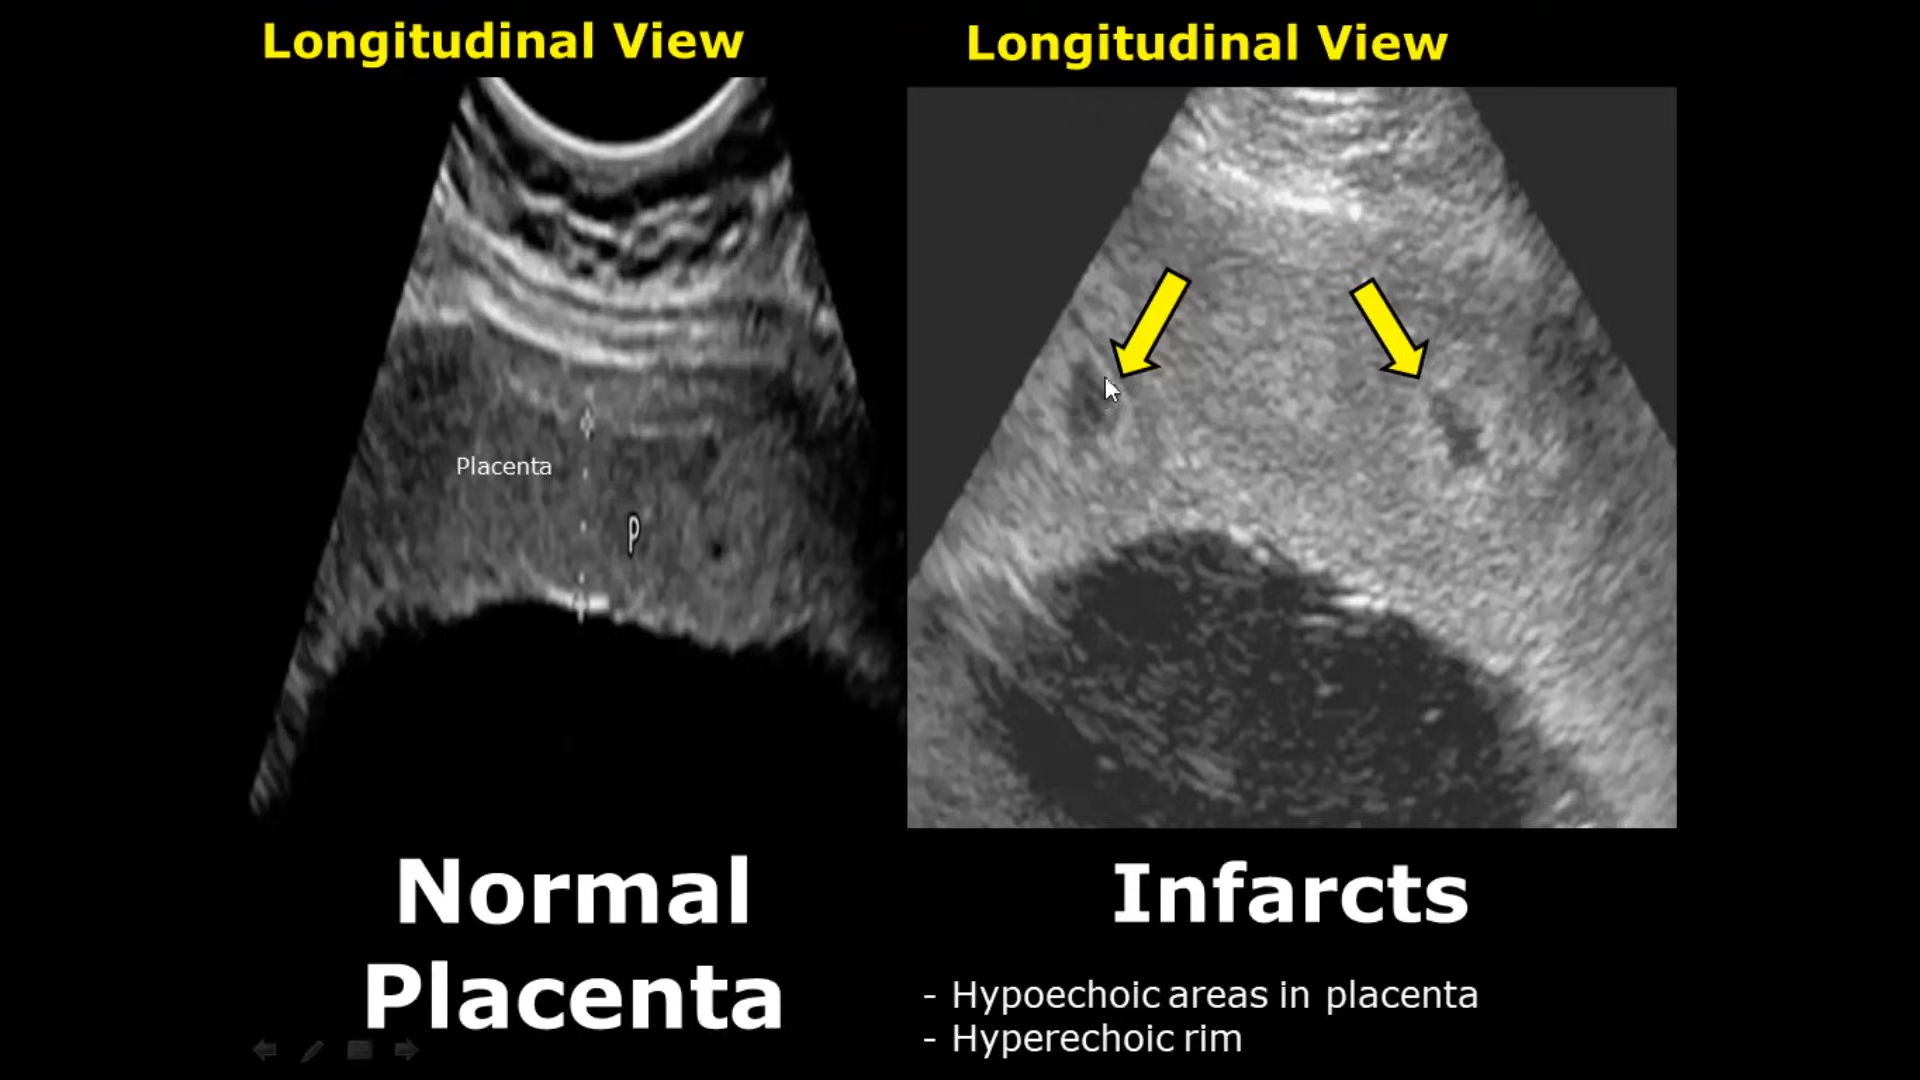 Longitudinal View
Longitudinal View
Placenta
p
Normal
Placenta
Infarcts
- Hypoechoic areas in placenta
- Hyperechoic rim